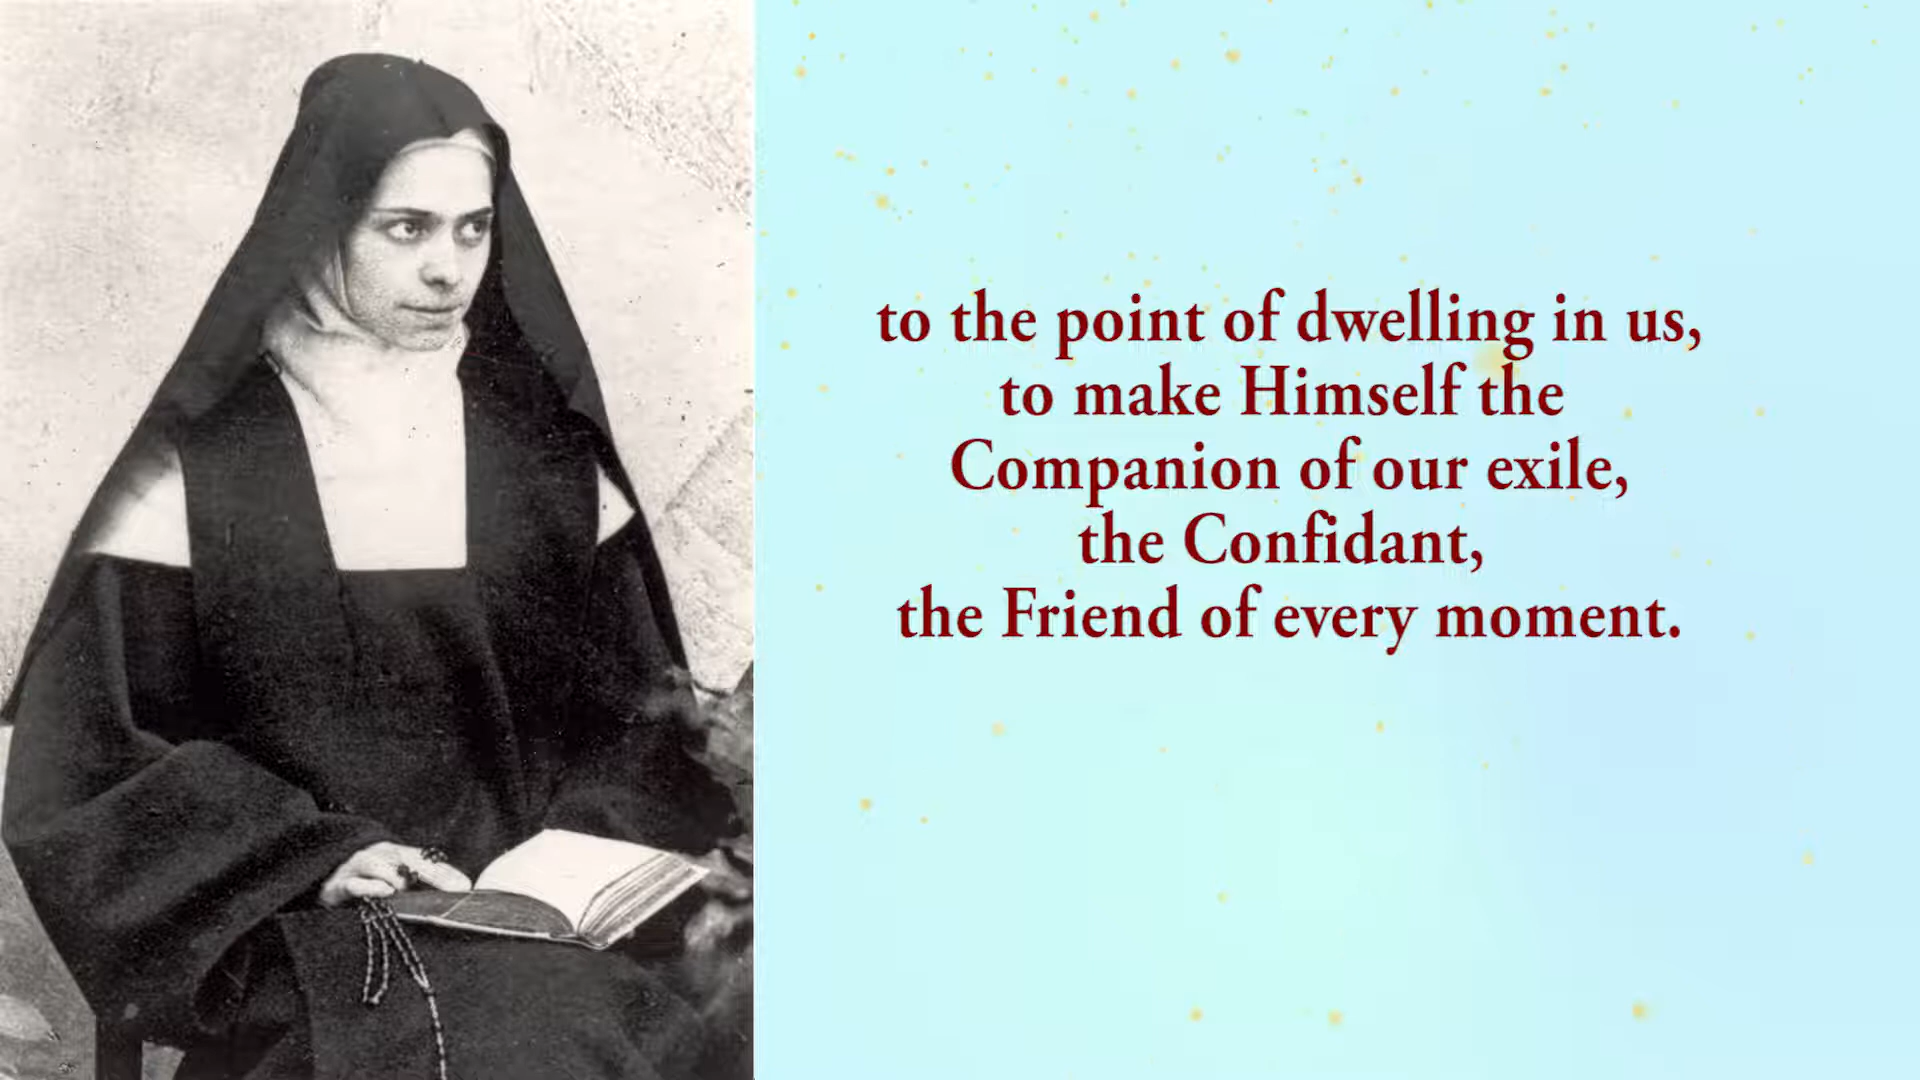 to the point of dwelling in us,
to make Himself the
Companion of our exile,
the Confidant,
the Friend of every moment.